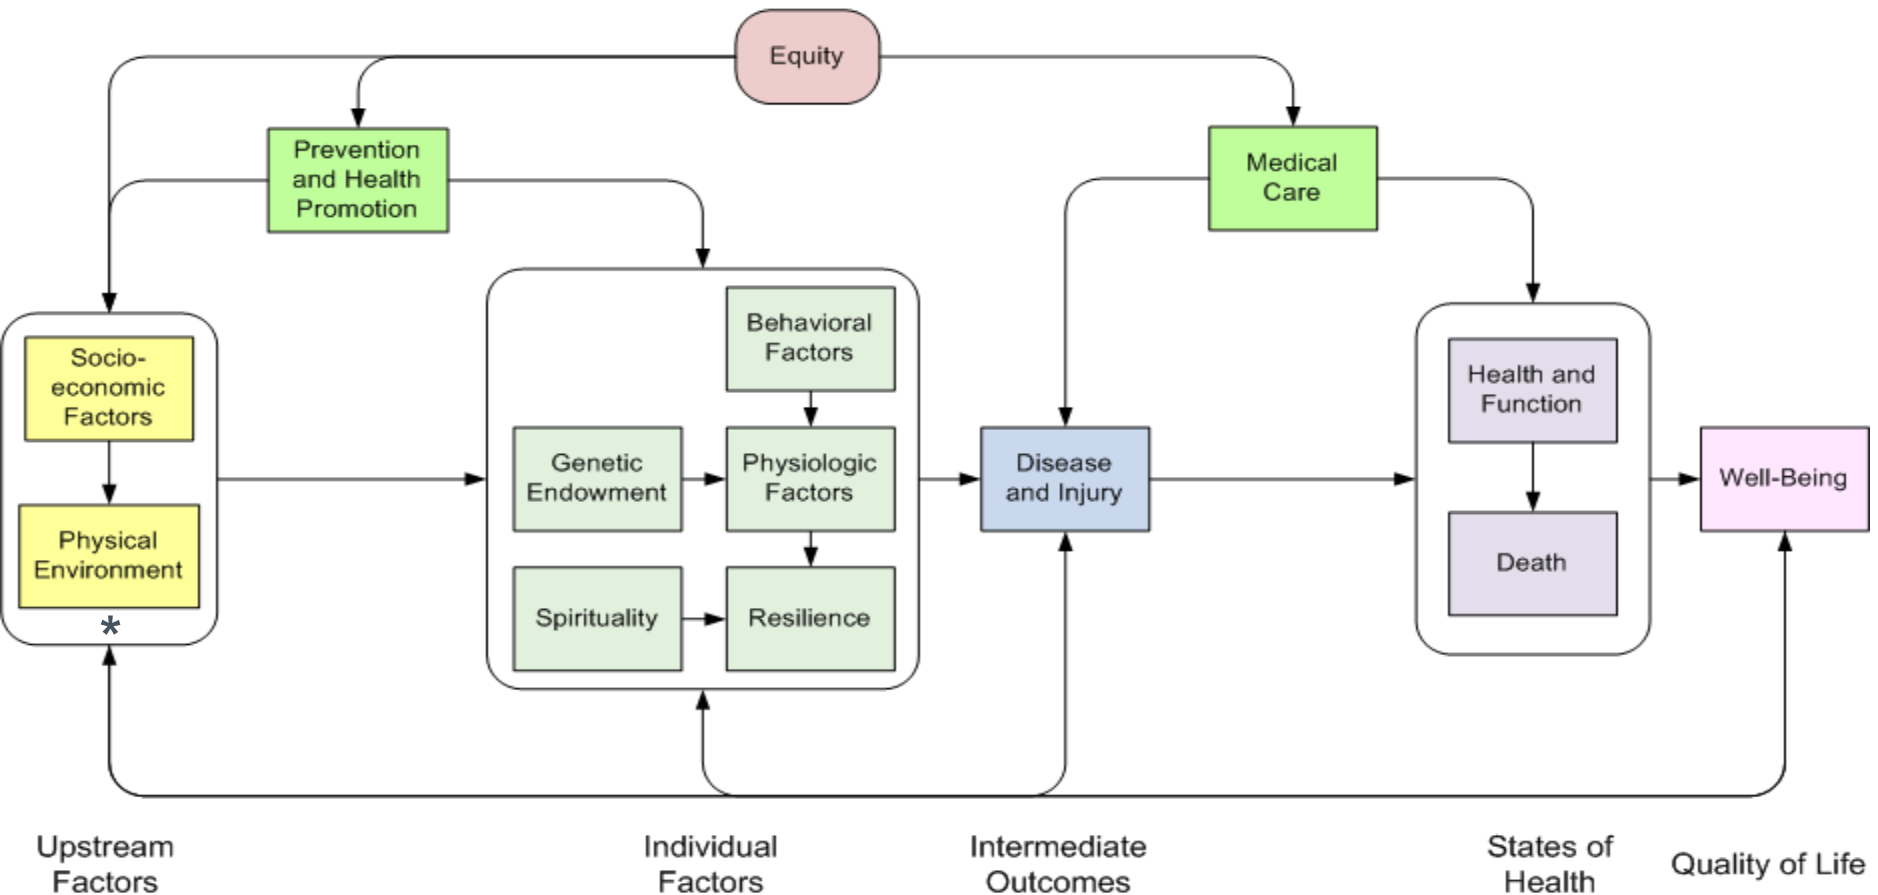 Equity
Prevention
and Health
Promotion
Medical
Care
Socio-
economic
Factors
Physical
Environment
*
Behavioral
Factors
Genetic
Endowment
Physiologic
Factors
Spirituality
Resilience
Disease
and Injury
Health and
Function
Death
Well-Being
Upstream
Factors
Individual
Factors
Intermediate
Outcomes
States of
Health
Quality of Life